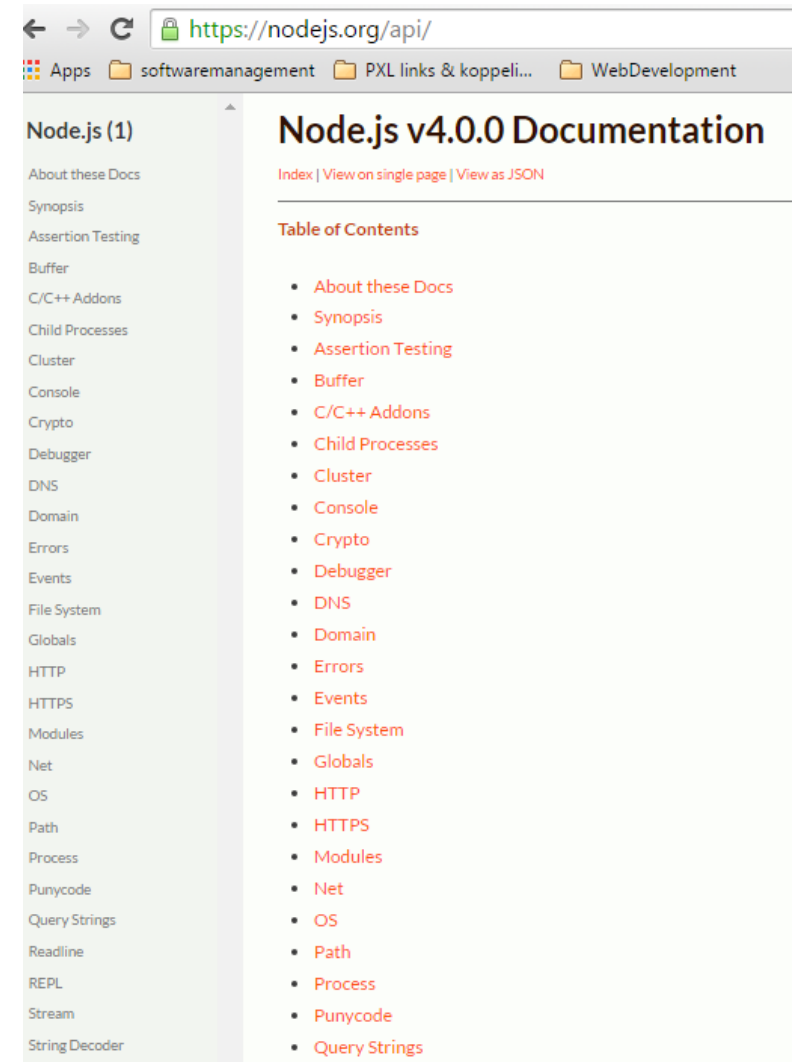 https://nodejs.org/api/
Apps softwaremanagement PXL links & koppeli... WebDevelopment
Node.js (1)
About these Docs
Synopsis
Assertion Testing
Buffer
C/C++ Addons
Child Processes
Cluster
Console
Crypto
Debugger
DNS
Domain
Errors
Events
File System
Globals
HTTP
HTTPS
Modules
Net
OS
Path
Process
Punycode
Query Strings
Readline
REPL
Stream
String Decoder
Node.js v4.0.0 Documentation
Index | View on single page | View as JSON
Table of Contents
• About these Docs
• Synopsis
• Assertion Testing
• Buffer
• C/C++ Addons
• Child Processes
• Cluster
• Console
• Crypto
• Debugger
• DNS
• Domain
• Errors
• Events
• File System
• Globals
• HTTP
• HTTPS
• Modules
• Net
• OS
• Path
• Process
• Punycode
• Query Strings